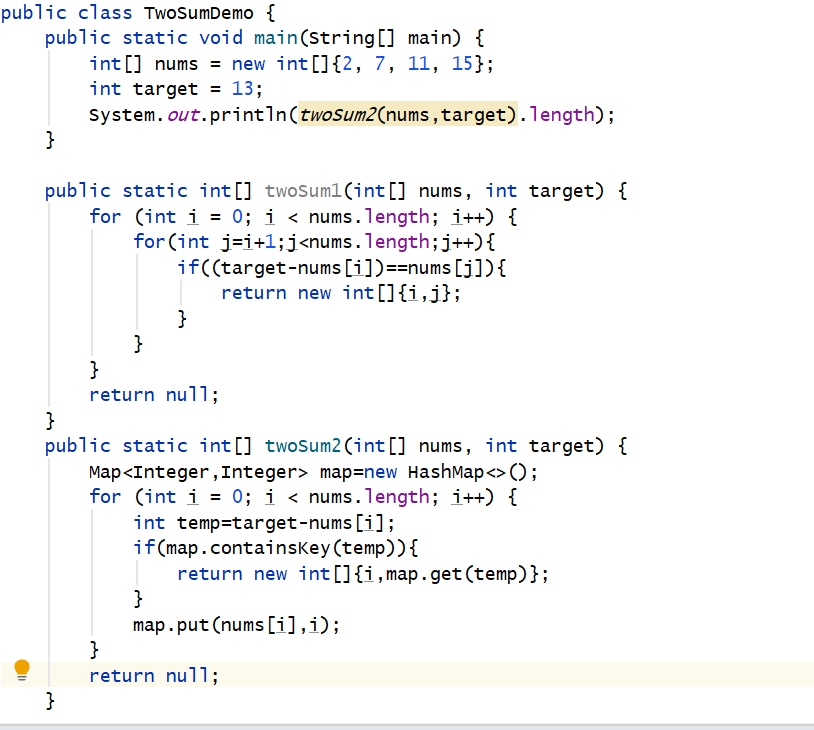 public class TwoSumDemo {
    public static void main(String[] main) {
        int[] nums = new int[]{2, 7, 11, 15};
        int target = 13;
        System.out.println(twoSum2(nums,target).length);
    }

    public static int[] twoSum1(int[] nums, int target) {
        for (int i = 0; i < nums.length; i++) {
            for(int j=i+1;j<nums.length;j++){
                if((target-nums[i])==nums[j]){
                    return new int[]{i,j};
                }
            }
        }
        return null;
    }
    public static int[] twoSum2(int[] nums, int target) {
        Map<Integer,Integer> map=new HashMap<>();
        for (int i = 0; i < nums.length; i++) {
            int temp=target-nums[i];
            if(map.containsKey(temp)){
                return new int[]{i,map.get(temp)};
            }
            map.put(nums[i],i);
        }
        return null;
    }